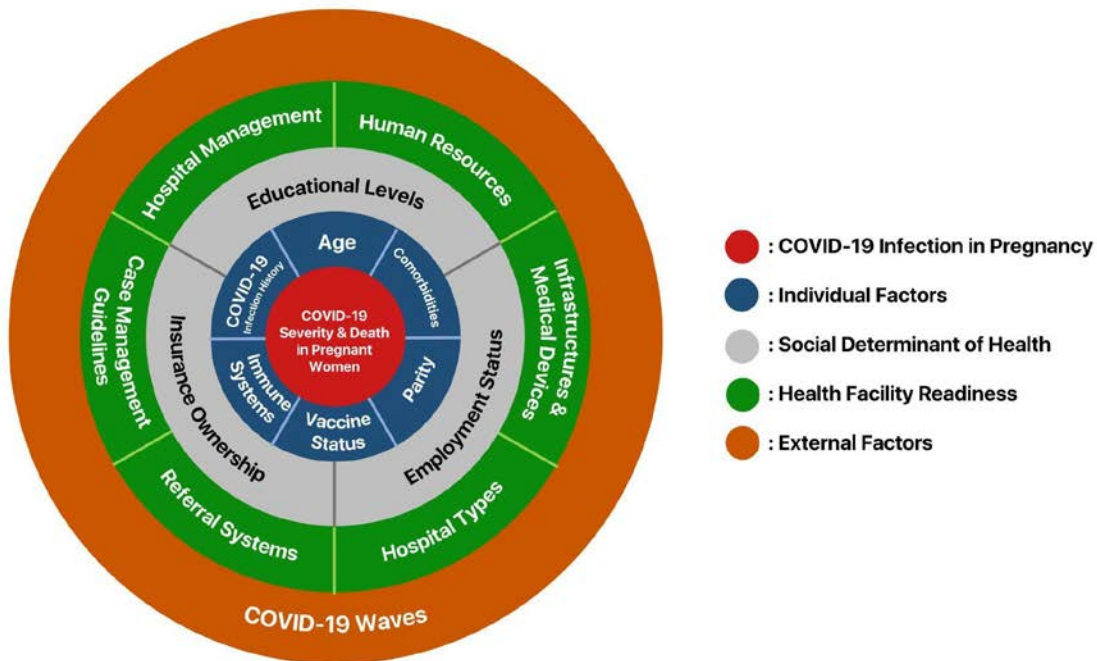 Hospital Management
Human Resources
Infrastructures &
Medical Devices
Hospital Types
Referral Systems
Case Management
Guidelines
Educational Levels
Employment Status
Insurance Ownership
Age
Comorbidities
Parity
Vaccine
Status
Immune
Systems
COVID-19
Infection History
COVID-19
Severity & Death
in Pregnant
Women
COVID-19 Waves
: COVID-19 Infection in Pregnancy
: Individual Factors
: Social Determinant of Health
: Health Facility Readiness
: External Factors